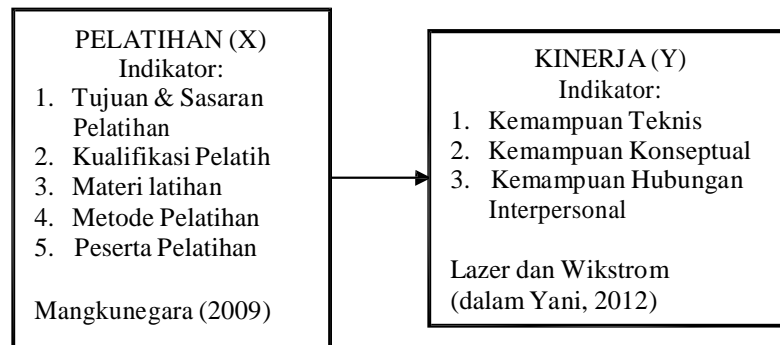 PELATIHAN (X)
Indikator:
1. Tujuan & Sasaran
Pelatihan
2. Kualifikasi Pelatih
3. Materi latihan
4. Metode Pelatihan
5. Peserta Pelatihan
Mangkunegara (2009)
KINERJA (Y)
Indikator:
1. Kemampuan Teknis
2. Kemampuan Konseptual
3. Kemampuan Hubungan
Interpersonal
Lazer dan Wikstrom
(dalam Yani, 2012)